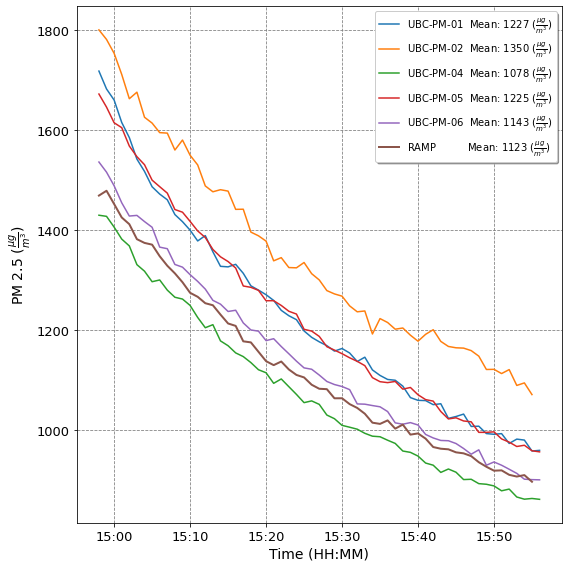 UBC-PM-01 Mean: 1227 (μg/m³)
UBC-PM-02 Mean: 1350 (μg/m³)
UBC-PM-04 Mean: 1078 (μg/m³)
UBC-PM-05 Mean: 1225 (μg/m³)
UBC-PM-06 Mean: 1143 (μg/m³)
RAMP Mean: 1123 (μg/m³)
PM 2.5 (μg/m³)
1800
1600
1400
1200
1000
15:00 15:10 15:20 15:30 15:40 15:50
Time (HH:MM)